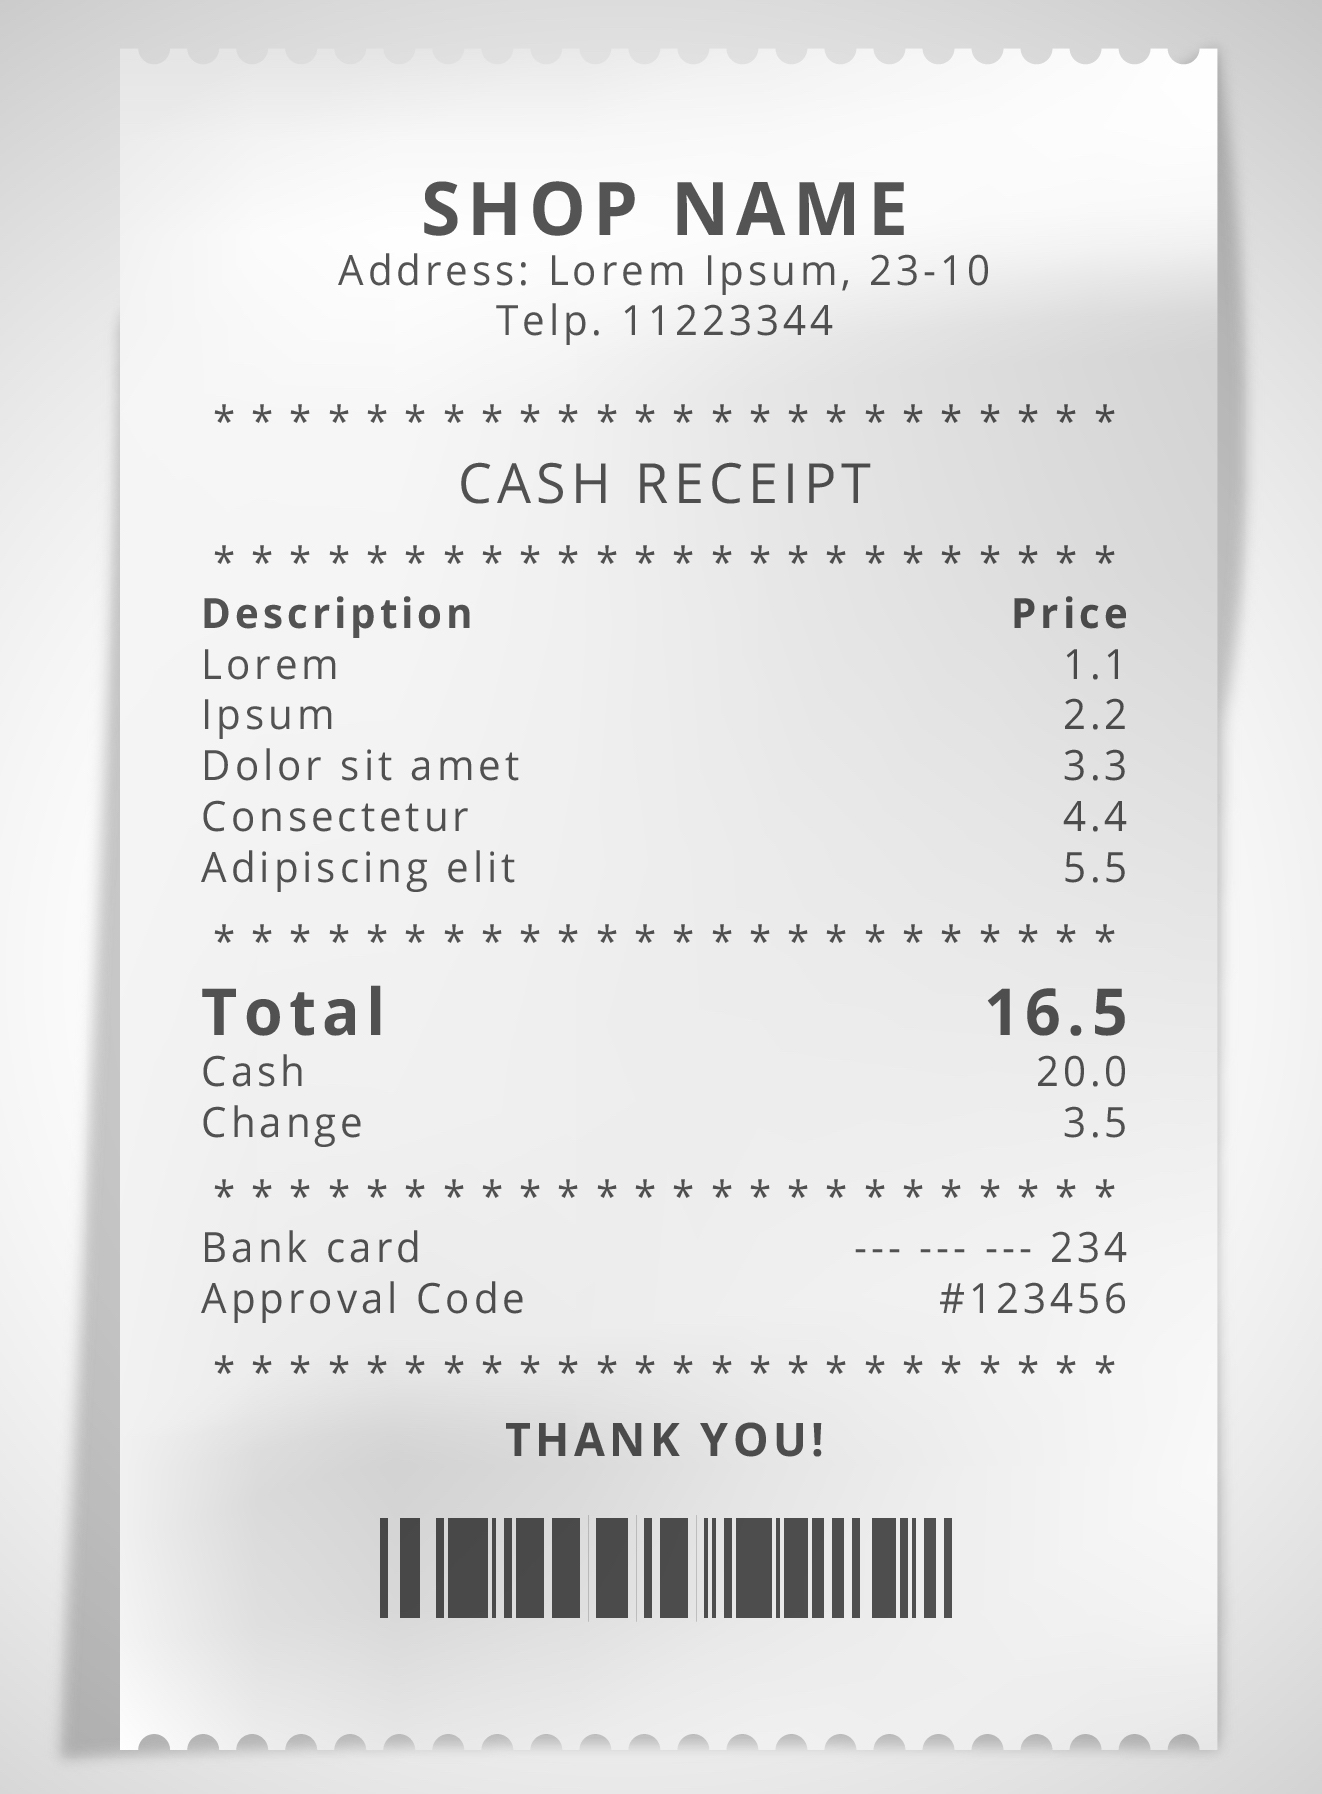 SHOP NAME
Address: Lorem Ipsum, 23-10
Telp. 11223344
* * * * * * * * * * * * * * * * * * * * * * * *
CASH RECEIPT
* * * * * * * * * * * * * * * * * * * * * * * *
Description Price
Lorem 1.1
Ipsum 2.2
Dolor sit amet 3.3
Consectetur 4.4
Adipiscing elit 5.5
* * * * * * * * * * * * * * * * * * * * * * * *
Total 16.5
Cash 20.0
Change 3.5
* * * * * * * * * * * * * * * * * * * * * * * *
Bank card --- --- --- 234
Approval Code #123456
* * * * * * * * * * * * * * * * * * * * * * * *
THANK YOU!